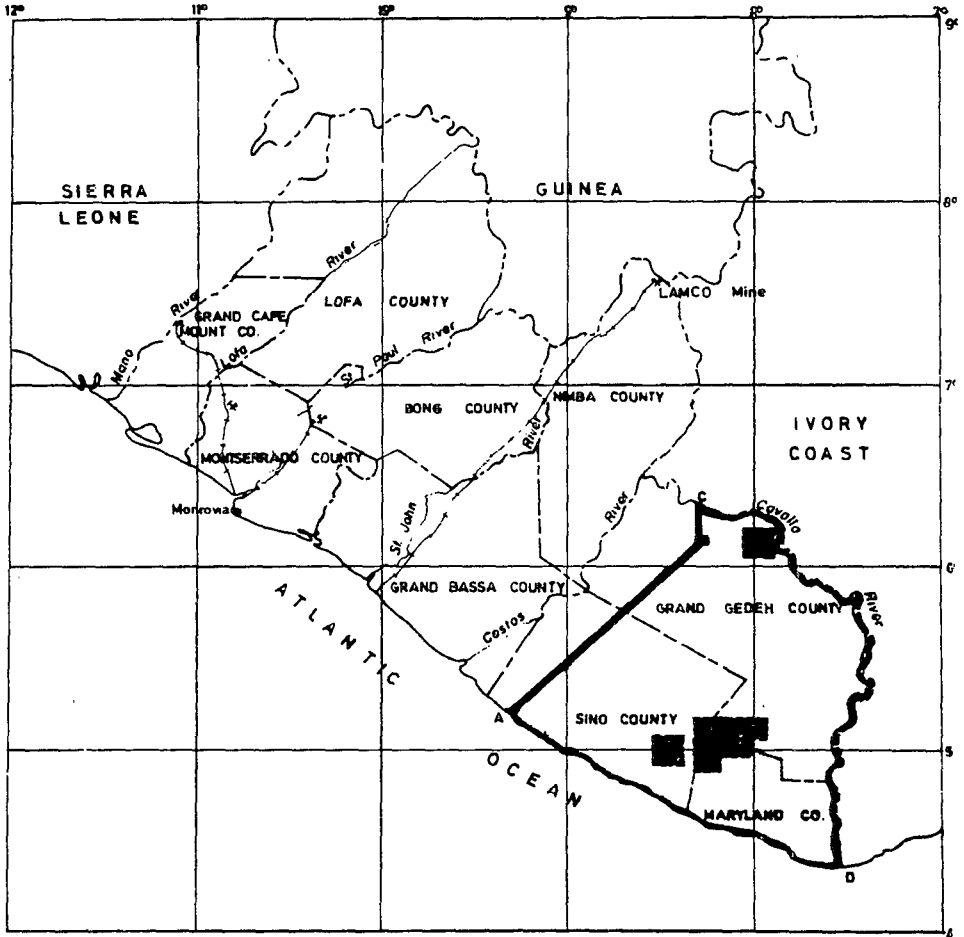 12°
11°
10°
9°
8°
7°
9°
SIERRA
LEONE
GUINEA
8°
River
LAMCO Mine
River
GRAND CAPE
MOUNT CO.
LOFA COUNTY
Mano
Lofa
St. Paul River
7°
BONG COUNTY
NIMBA COUNTY
IVORY
COAST
River
MONTSERRADO COUNTY
Monrovia
St. John
River
C
Cavalla
6°
GRAND BASSA COUNTY
GRAND GEDEH COUNTY
River
ATLANTIC
Cestos
A
SINO COUNTY
5
OCEAN
MARYLAND CO.
D
4